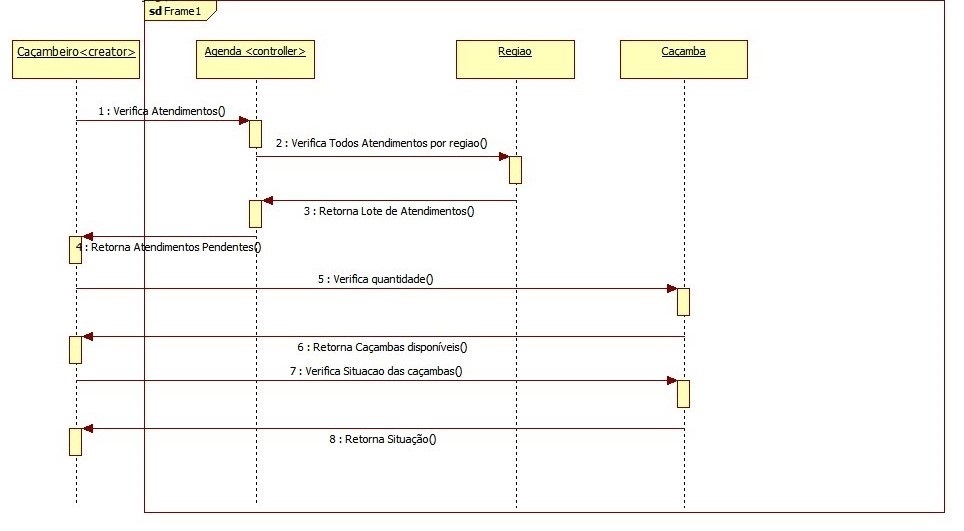 sd Frame1
Caçambeiro<creator>
Agenda <controller>
Regiao
Caçamba
1 : Verifica Atendimentos()
2 : Verifica Todos Atendimentos por regiao()
3 : Retorna Lote de Atendimentos()
4 : Retorna Atendimentos Pendentes()
5 : Verifica quantidade()
6 : Retorna Caçambas disponíveis()
7 : Verifica Situacao das caçambas()
8 : Retorna Situação()